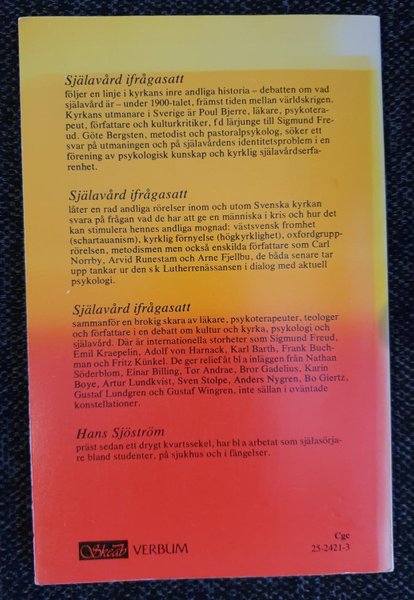 Själavård ifrågasatt
följer en linje i kyrkans inre andliga historia – debatten om vad
själavård är – under 1900-talet, främst tiden mellan världskrigen.
Kyrkans utmanare i Sverige är Poul Bjerre, läkare, psykotera-
peut, författare och kulturkritiker, f d lärjunge till Sigmund Freu-
ud. Göte Bergsten, metodist och pastoralpsykolog, söker ett
svar på utmaningen och på själavårdens identitetsproblem i en
förening av psykologisk kunskap och kyrklig själavårdserfa-
renhet.
Själavård ifrågasatt
låter en rad andliga rörelser inom och utom Svenska kyrkan
svara på frågan vad de har att ge en människa i kris och hur det
kan stimulera hennes andliga mognad: västsvensk fromhet
(schartauanism), kyrklig förnyelse (högkyrklighet), oxfordgrupp-
rörelsen, metodismen men också enskilda författare som Carl
Norrby, Arvid Runestam och Arne Fjellbu, de båda senare tar
upp tankar ur den s k Lutherrenässansen i dialog med aktuell
psykologi.
Själavård ifrågasatt
sammanför en brokig skara av läkare, psykoterapeuter, teologer
och författare i en debatt om kultur och kyrka, psykologi och
själavård. Där är internationella storheter som Sigmund Freud,
Emil Kraepelin, Adolf von Harnack, Karl Barth, Frank Buch-
man och Fritz Künkel. De ger relief åt bl a inläggen från Nathan
Söderblom, Einar Billing, Tor Andrae, Bror Gadelius, Karin
Boye, Artur Lundkvist, Sven Stolpe, Anders Nygren, Bo Giertz,
Gustaf Lundgren och Gustaf Wingren, inte sällan i oväntade
konstellationer.
Hans Sjöström
präst sedan ett drygt kvartssekel, har bl a arbetat som själasörja-
re bland studenter, på sjukhus och i fängelser.
Skeab VERBUM
Cgc
25-2421-3